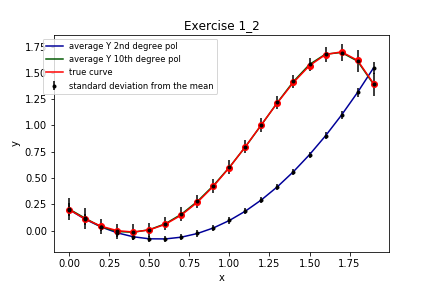 Exercise 1_2
average Y 2nd degree pol
average Y 10th degree pol
true curve
standard deviation from the mean
y
1.75
1.50
1.25
1.00
0.75
0.50
0.25
0.00
0.00 0.25 0.50 0.75 1.00 1.25 1.50 1.75
x